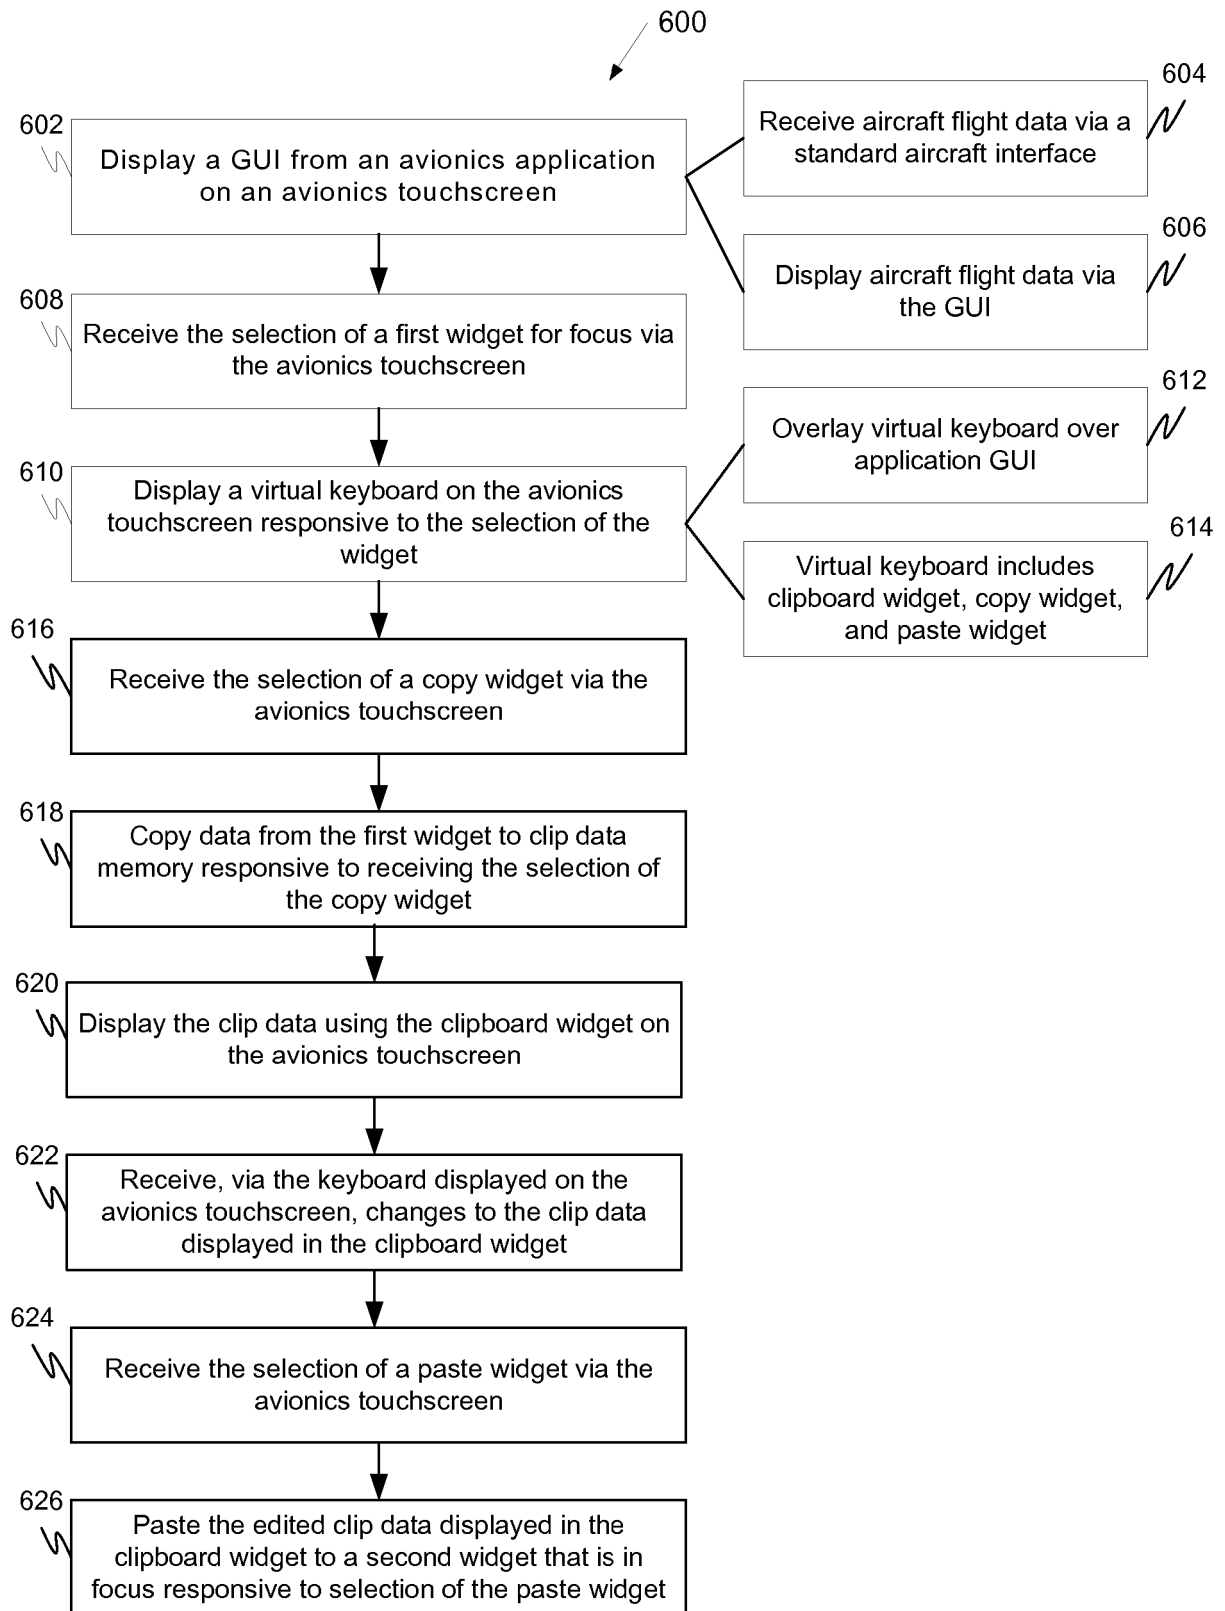 600
602
Display a GUI from an avionics application
on an avionics touchscreen
604
Receive aircraft flight data via a
standard aircraft interface
606
Display aircraft flight data via
the GUI
608
Receive the selection of a first widget for focus via
the avionics touchscreen
610
Display a virtual keyboard on the avionics
touchscreen responsive to the selection of the
widget
612
Overlay virtual keyboard over
application GUI
614
Virtual keyboard includes
clipboard widget, copy widget,
and paste widget
616
Receive the selection of a copy widget via the
avionics touchscreen
618
Copy data from the first widget to clip data
memory responsive to receiving the selection of
the copy widget
620
Display the clip data using the clipboard widget on
the avionics touchscreen
622
Receive, via the keyboard displayed on the
avionics touchscreen, changes to the clip data
displayed in the clipboard widget
624
Receive the selection of a paste widget via the
avionics touchscreen
626
Paste the edited clip data displayed in the
clipboard widget to a second widget that is in
focus responsive to selection of the paste widget